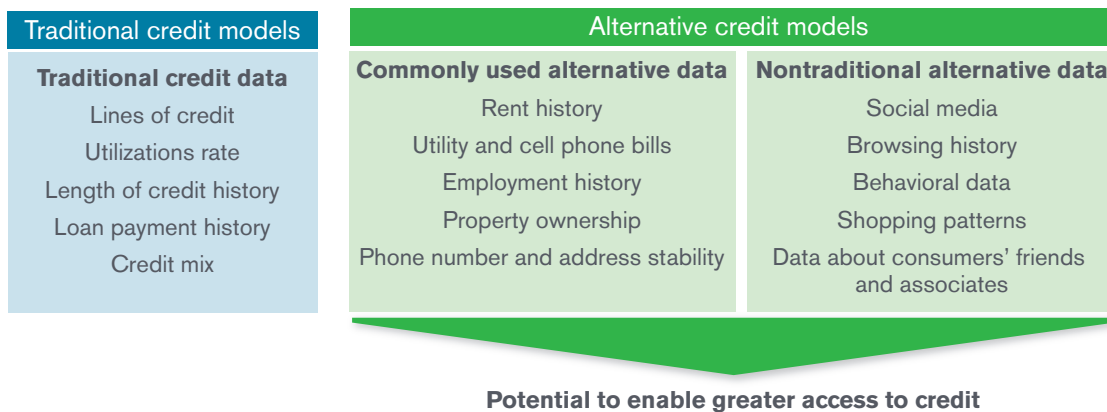 Traditional credit models
Traditional credit data
Lines of credit
Utilizations rate
Length of credit history
Loan payment history
Credit mix
Alternative credit models
Commonly used alternative data
Rent history
Utility and cell phone bills
Employment history
Property ownership
Phone number and address stability
Nontraditional alternative data
Social media
Browsing history
Behavioral data
Shopping patterns
Data about consumers’ friends
and associates
Potential to enable greater access to credit